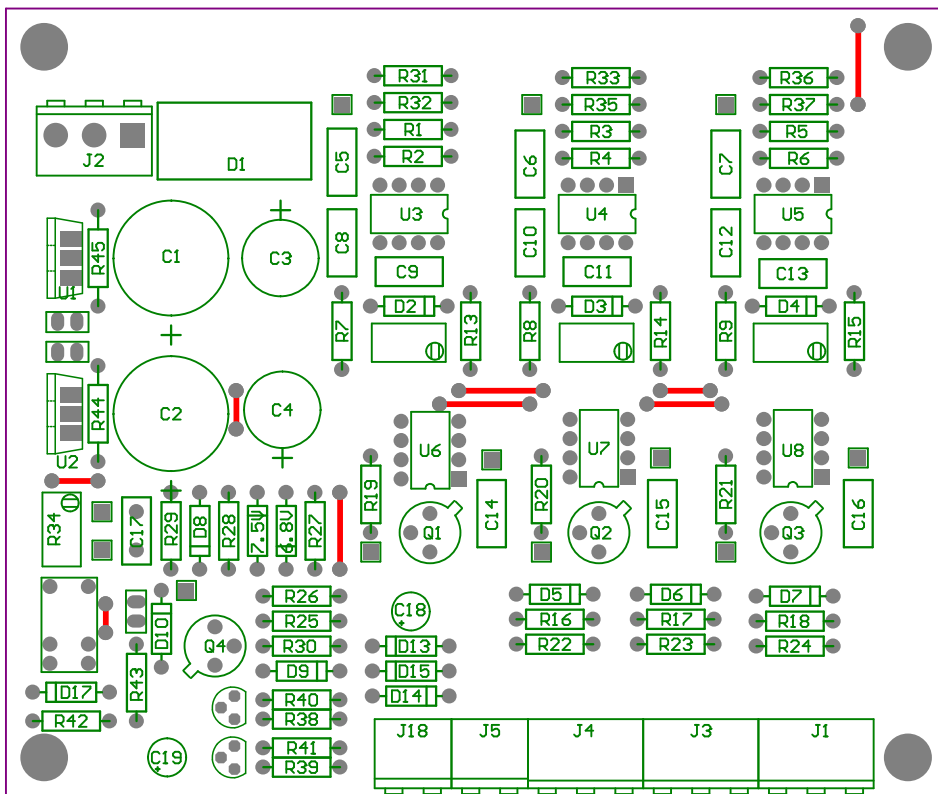 R31
R33
R36
R32
R35
R37
R1
R3
R5
R2
R4
R6
J2
D1
C5
C6
C7
U3
U4
U5
C8
C10
C12
C1
C3
R45
C9
C11
C13
U1
D2
D3
D4
R7
R13
R8
R14
R9
R15
C2
C4
R44
U2
U6
U7
U8
R19
R20
R21
C14
C15
C16
R34
C17
R29
D8
R28
7.5V
6.8V
R27
Q1
Q2
Q3
R26
D5
D6
D7
C18
R25
R16
R17
R18
D10
Q4
R30
D13
R22
R23
R24
D9
D15
R43
D17
R40
D14
R42
R38
J18
J5
J4
J3
J1
C19
R41
R39